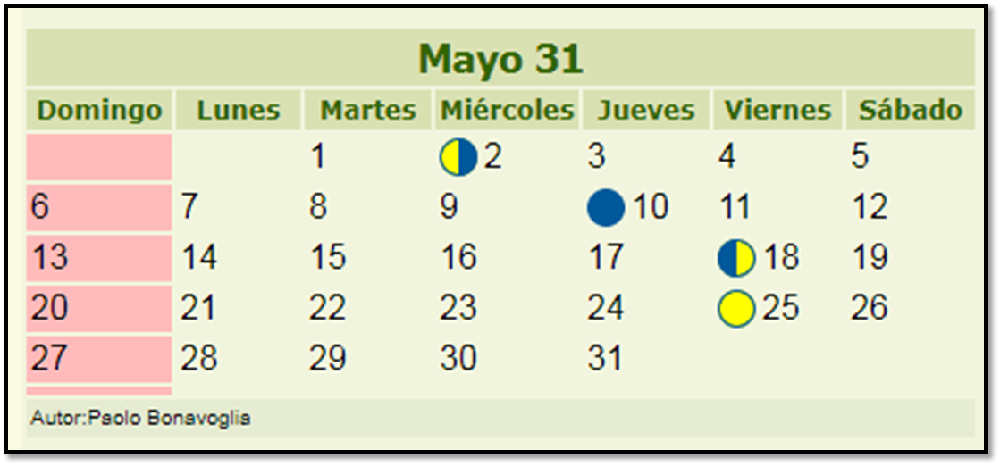 Mayo 31
Domingo Lunes Martes Miércoles Jueves Viernes Sábado
1 2 3 4 5
6 7 8 9 10 11 12
13 14 15 16 17 18 19
20 21 22 23 24 25 26
27 28 29 30 31
Autor:Paolo Bonavoglia